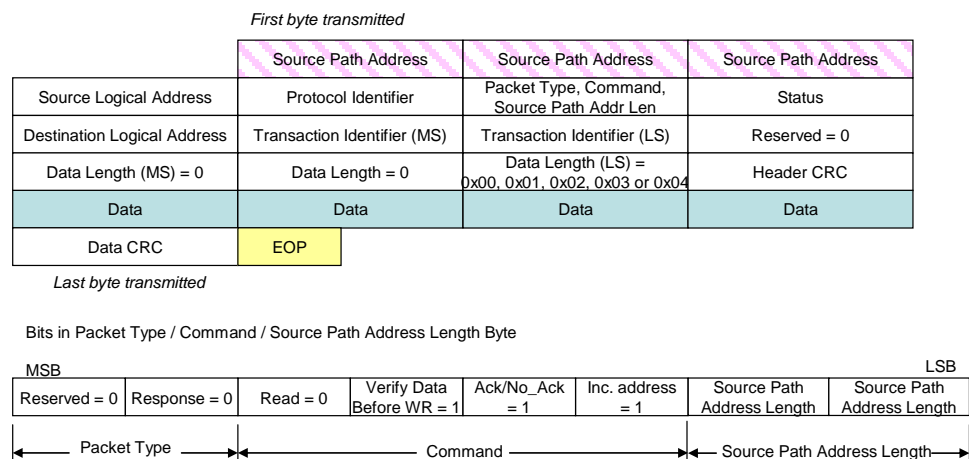 First byte transmitted
Source Path Address
Source Path Address
Source Path Address
Source Logical Address
Protocol Identifier
Packet Type, Command,
Source Path Addr Len
Status
Destination Logical Address
Transaction Identifier (MS)
Transaction Identifier (LS)
Reserved = 0
Data Length (MS) = 0
Data Length = 0
Data Length (LS) =
0x00, 0x01, 0x02, 0x03 or 0x04
Header CRC
Data
Data
Data
Data
Data CRC
EOP
Last byte transmitted
Bits in Packet Type / Command / Source Path Address Length Byte
MSB
LSB
Reserved = 0
Response = 0
Read = 0
Verify Data
Before WR = 1
Ack/No_Ack
= 1
Inc. address
= 1
Source Path
Address Length
Source Path
Address Length
Packet Type
Command
Source Path Address Length